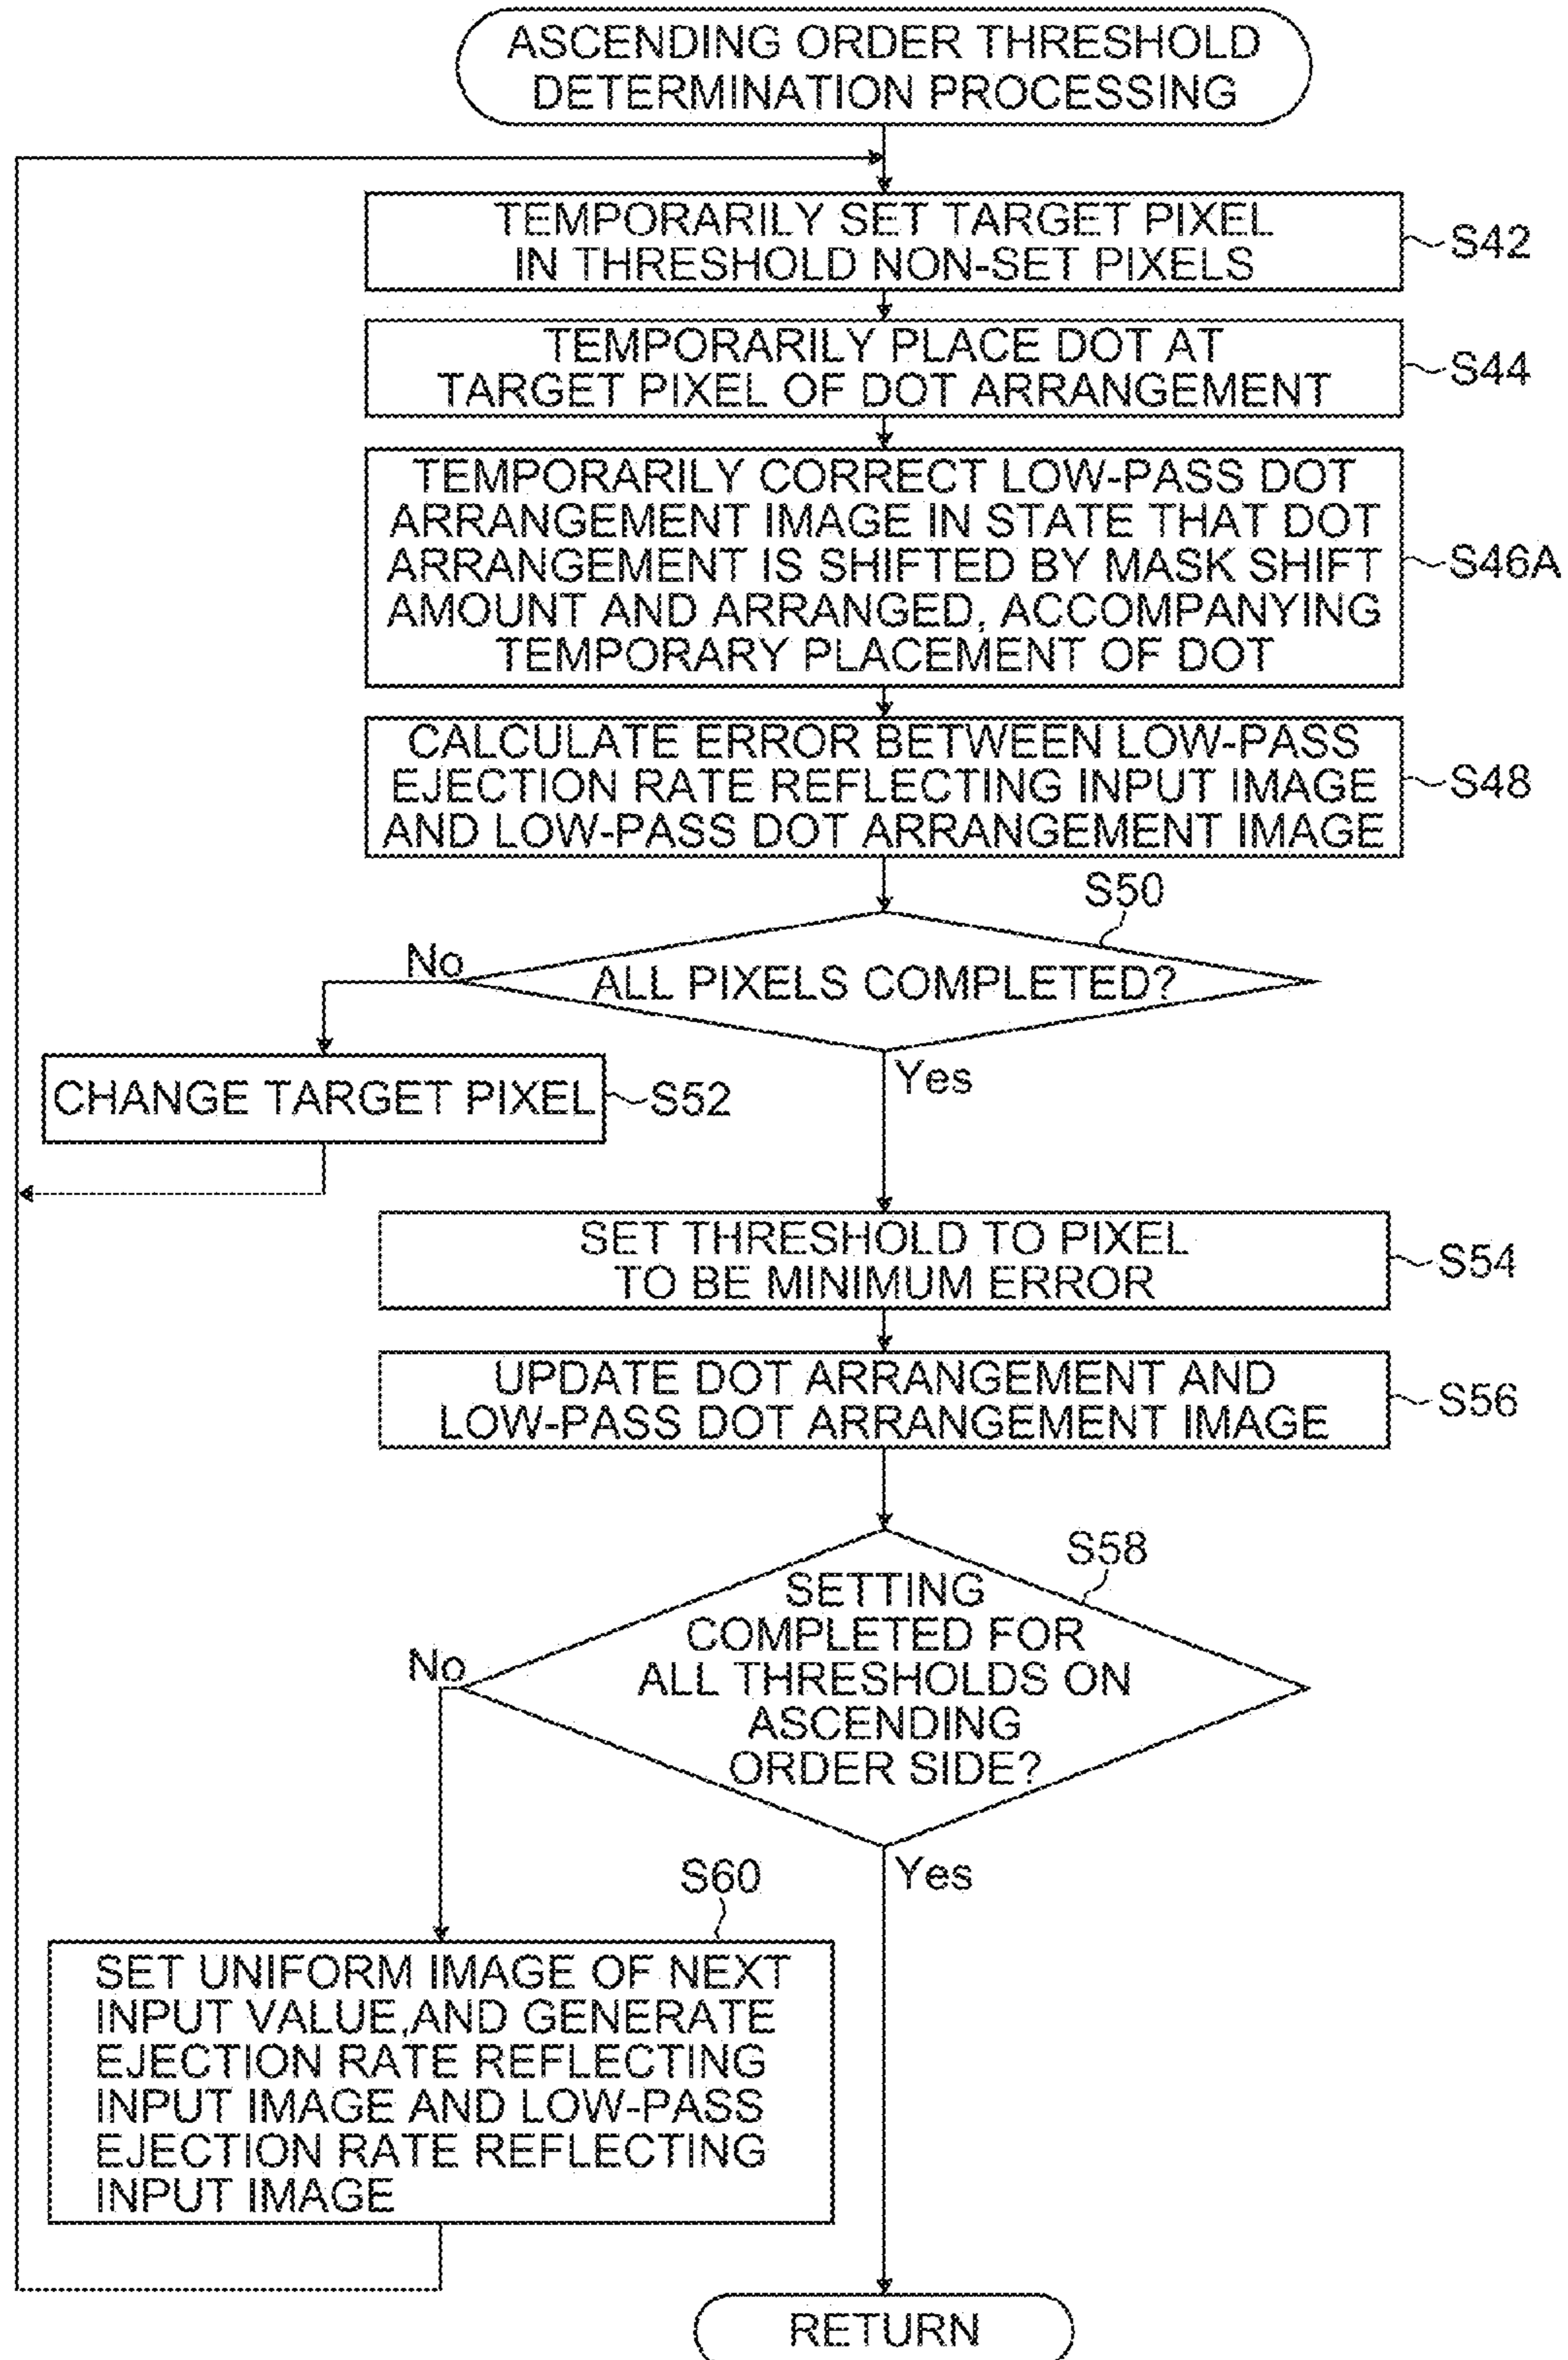 ASCENDING ORDER THRESHOLD
DETERMINATION PROCESSING
TEMPORARILY SET TARGET PIXEL
IN THRESHOLD NON-SET PIXELS
S42
TEMPORARILY PLACE DOT AT
TARGET PIXEL OF DOT ARRANGEMENT
S44
TEMPORARILY CORRECT LOW-PASS DOT
ARRANGEMENT IMAGE IN STATE THAT DOT
ARRANGEMENT IS SHIFTED BY MASK SHIFT
AMOUNT AND ARRANGED, ACCOMPANYING
TEMPORARY PLACEMENT OF DOT
S46A
CALCULATE ERROR BETWEEN LOW-PASS
EJECTION RATE REFLECTING INPUT IMAGE
AND LOW-PASS DOT ARRANGEMENT IMAGE
S48
S50
No
ALL PIXELS COMPLETED?
Yes
CHANGE TARGET PIXEL
S52
SET THRESHOLD TO PIXEL
TO BE MINIMUM ERROR
S54
UPDATE DOT ARRANGEMENT AND
LOW-PASS DOT ARRANGEMENT IMAGE
S56
S58
SETTING
COMPLETED FOR
ALL THRESHOLDS ON
ASCENDING
ORDER SIDE?
No
Yes
S60
SET UNIFORM IMAGE OF NEXT
INPUT VALUE,AND GENERATE
EJECTION RATE REFLECTING
INPUT IMAGE AND LOW-PASS
EJECTION RATE REFLECTING
INPUT IMAGE
RETURN